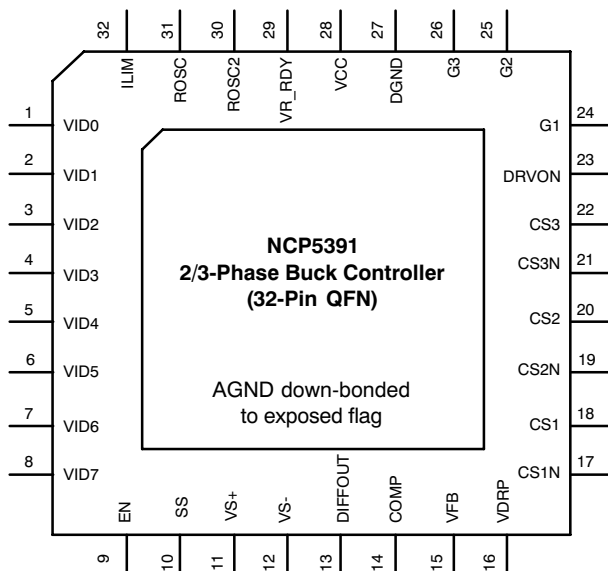 32 31 30 29 28 27 26 25
ILIM ROSC ROSC2 VR_RDY VCC DGND G3 G2
1 VID0
2 VID1
3 VID2
4 VID3
5 VID4
6 VID5
7 VID6
8 VID7
NCP5391
2/3-Phase Buck Controller
(32-Pin QFN)
AGND down-bonded
to exposed flag
G1 24
DRVON 23
CS3 22
CS3N 21
CS2 20
CS2N 19
CS1 18
CS1N 17
EN SS VS+ VS- DIFFOUT COMP VFB VDRP
9 10 11 12 13 14 15 16